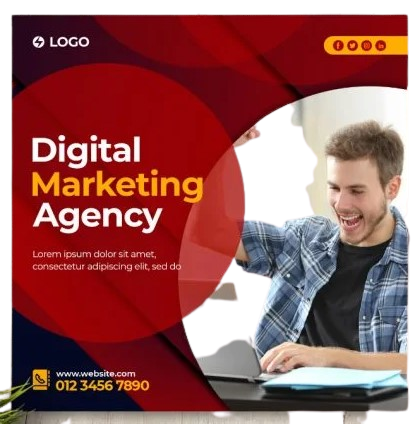 LOGO
Digital
Marketing
Agency
Lorem ipsum dolor sit amet,
consectetur adipiscing elit, sed do
www.website.com
012 3456 7890